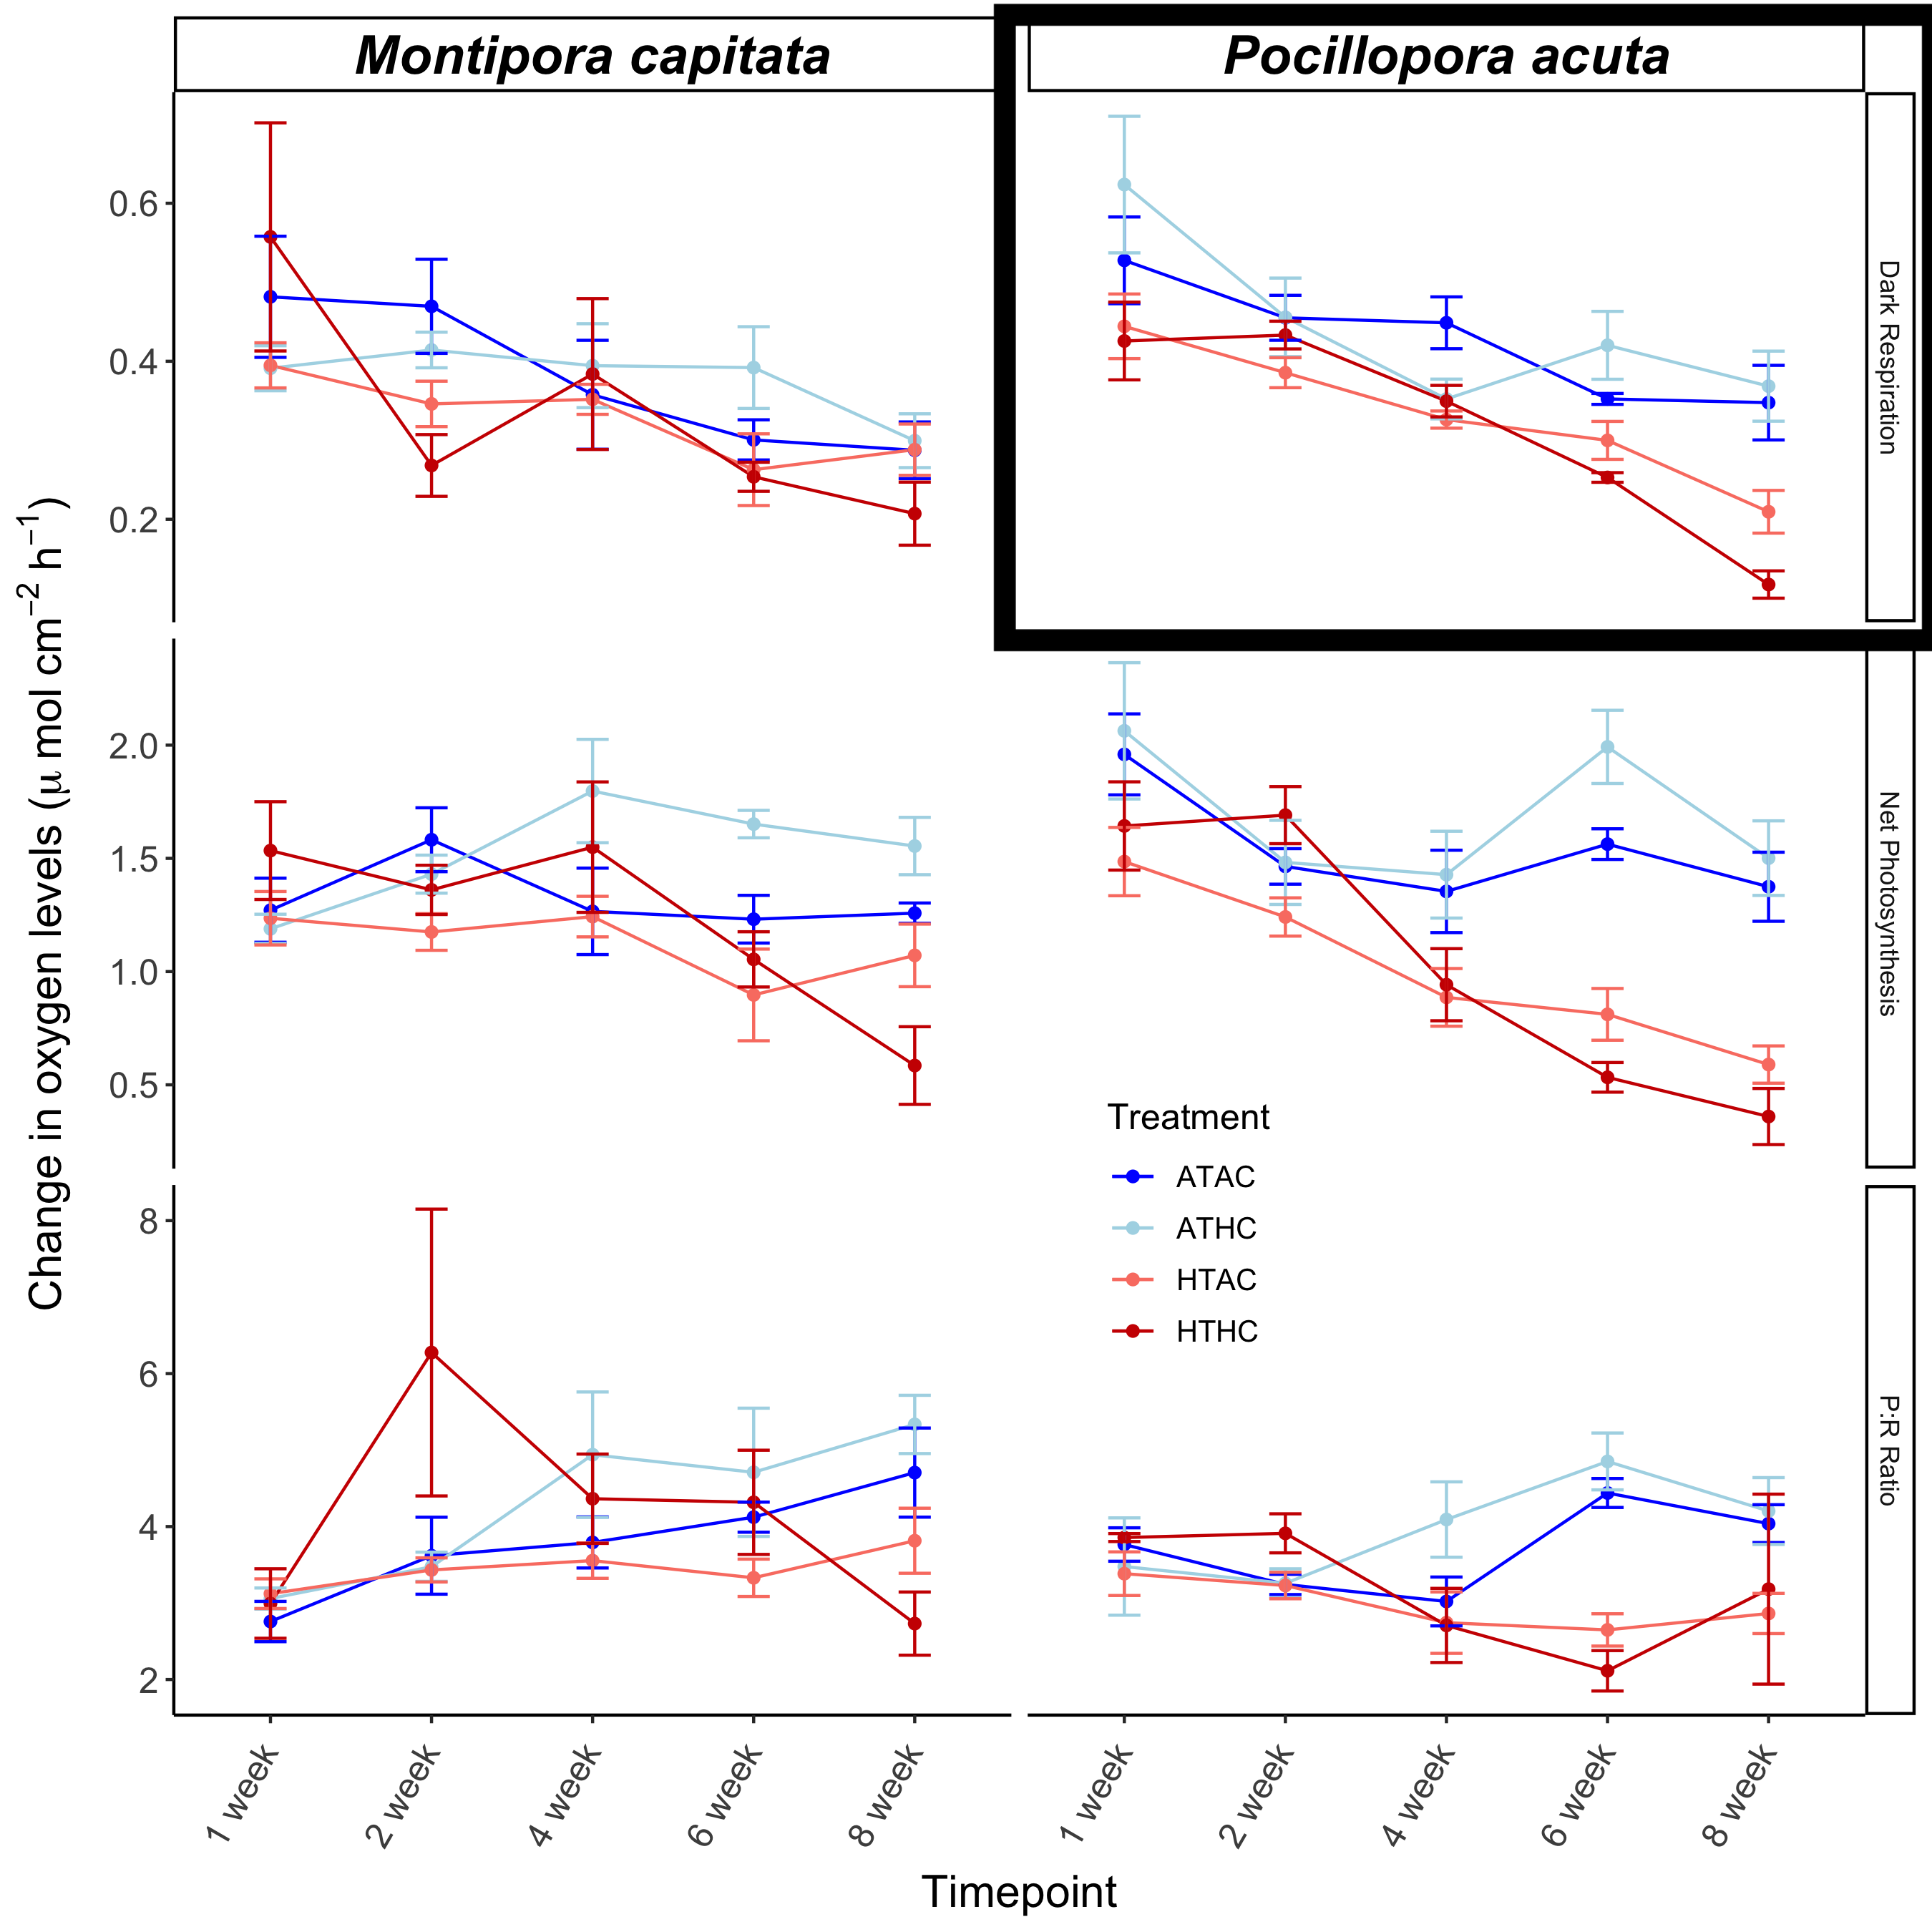 Montipora capitata
Pocillopora acuta
Change in oxygen levels (μ mol cm⁻² h⁻¹)
0.6
0.4
0.2
Dark Respiration
2.0
1.5
1.0
0.5
Net Photosynthesis
Treatment
ATAC
ATHC
HTAC
HTHC
8
6
4
2
P:R Ratio
1 week
2 week
4 week
6 week
8 week
1 week
2 week
4 week
6 week
8 week
Timepoint